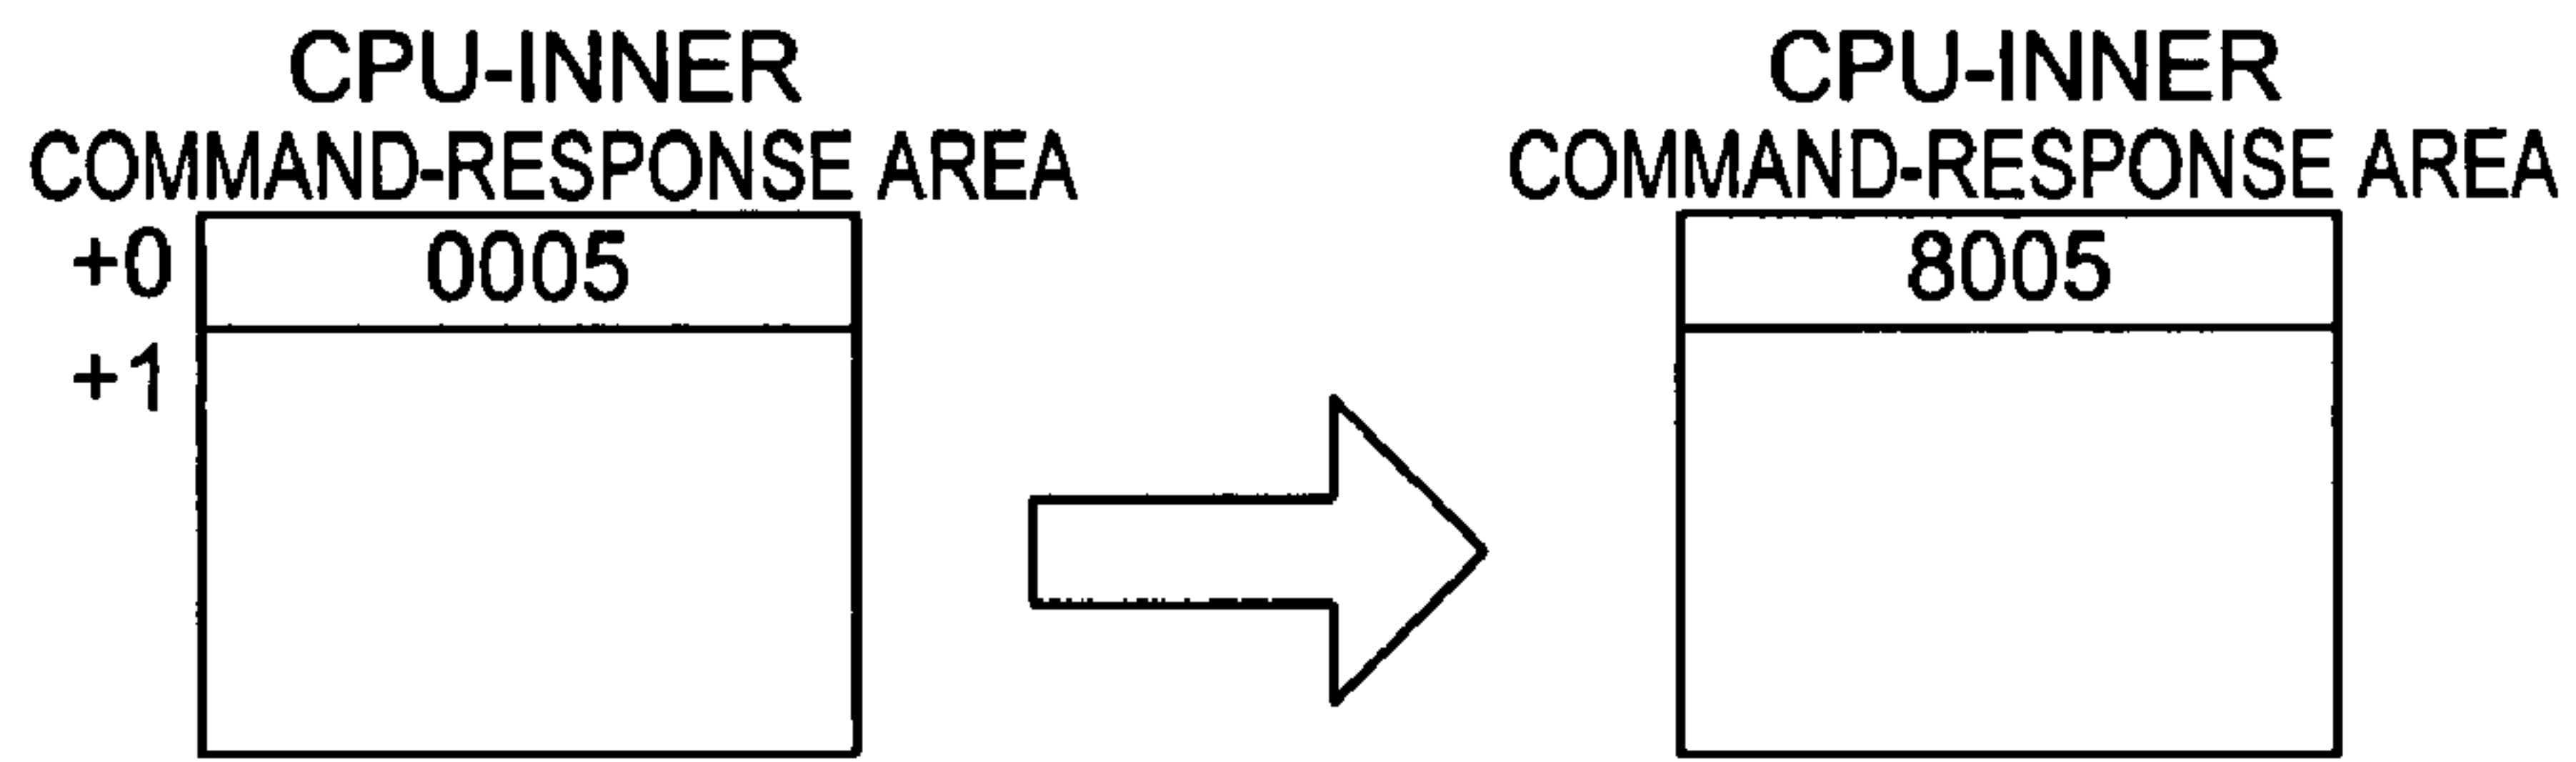 CPU-INNER
COMMAND-RESPONSE AREA
+0 0005
+1
CPU-INNER
COMMAND-RESPONSE AREA
8005